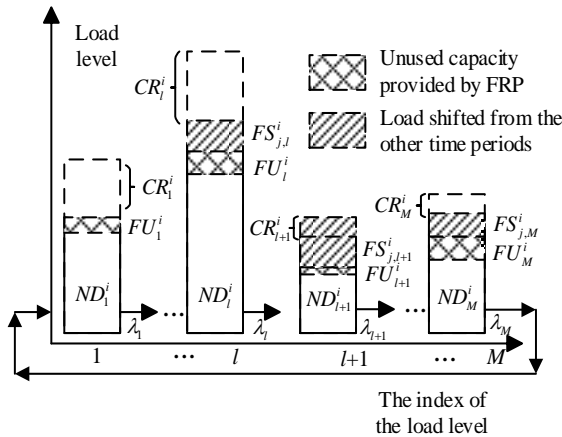 Load
level
Unused capacity
provided by FRP
Load shifted from the
other time periods
CR_l^i
FS_{j,l}^i
FU_l^i
CR_1^i
FU_1^i
CR_{l+1}^i
FS_{j,l+1}^i
FU_{l+1}^i
CR_M^i
FS_{j,M}^i
FU_M^i
ND_1^i
ND_l^i
ND_{l+1}^i
ND_M^i
λ_1 ... λ_l ... λ_{l+1} ... λ_M
1 ... l l+1 ... M
The index of
the load level